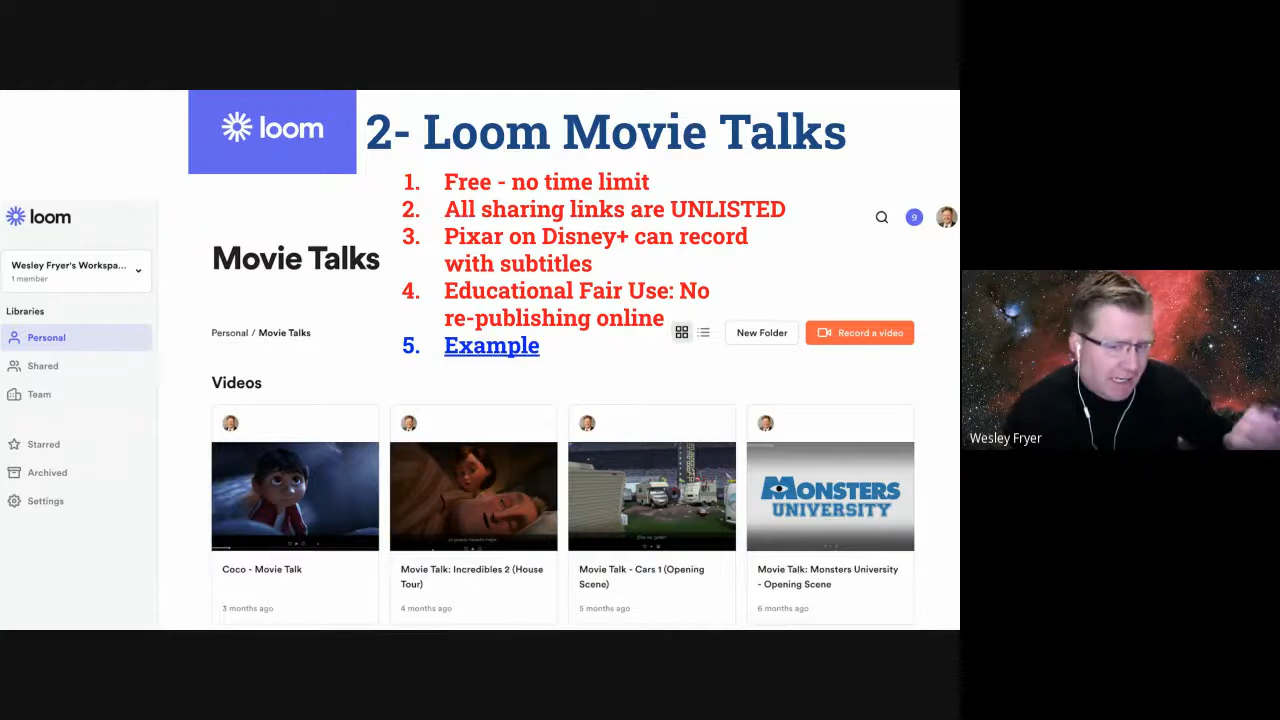 loom
2- Loom Movie Talks
1. Free - no time limit
2. All sharing links are UNLISTED
3. Pixar on Disney+ can record
with subtitles
4. Educational Fair Use: No
re-publishing online
5. Example
loom
9
Wesley Fryer's Workspa...
1 member
Libraries
Personal
Shared
Team
Starred
Archived
Settings
Movie Talks
Personal / Movie Talks
New Folder
Record a video
Videos
MONSTERS
UNIVERSITY
Coco - Movie Talk
3 months ago
Movie Talk: Incredibles 2 (House
Tour)
4 months ago
Movie Talk - Cars 1 (Opening
Scene)
5 months ago
Movie Talk: Monsters University
- Opening Scene
6 months ago
Wesley Fryer